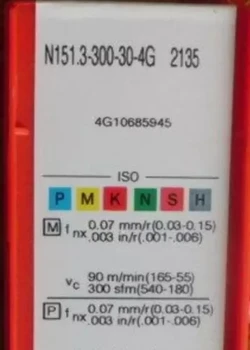 N151.3-300-30-4G 2135
4G10685945
ISO
P M K N S H
M fnx 0.07 mm/r(0.03-0.15)
.003 in/r(.001-.006)
vc 90 m/min(165-55)
300 sfm(540-180)
P fnx 0.07 mm/r(0.03-0.15)
.003 in/r(.001-.006)